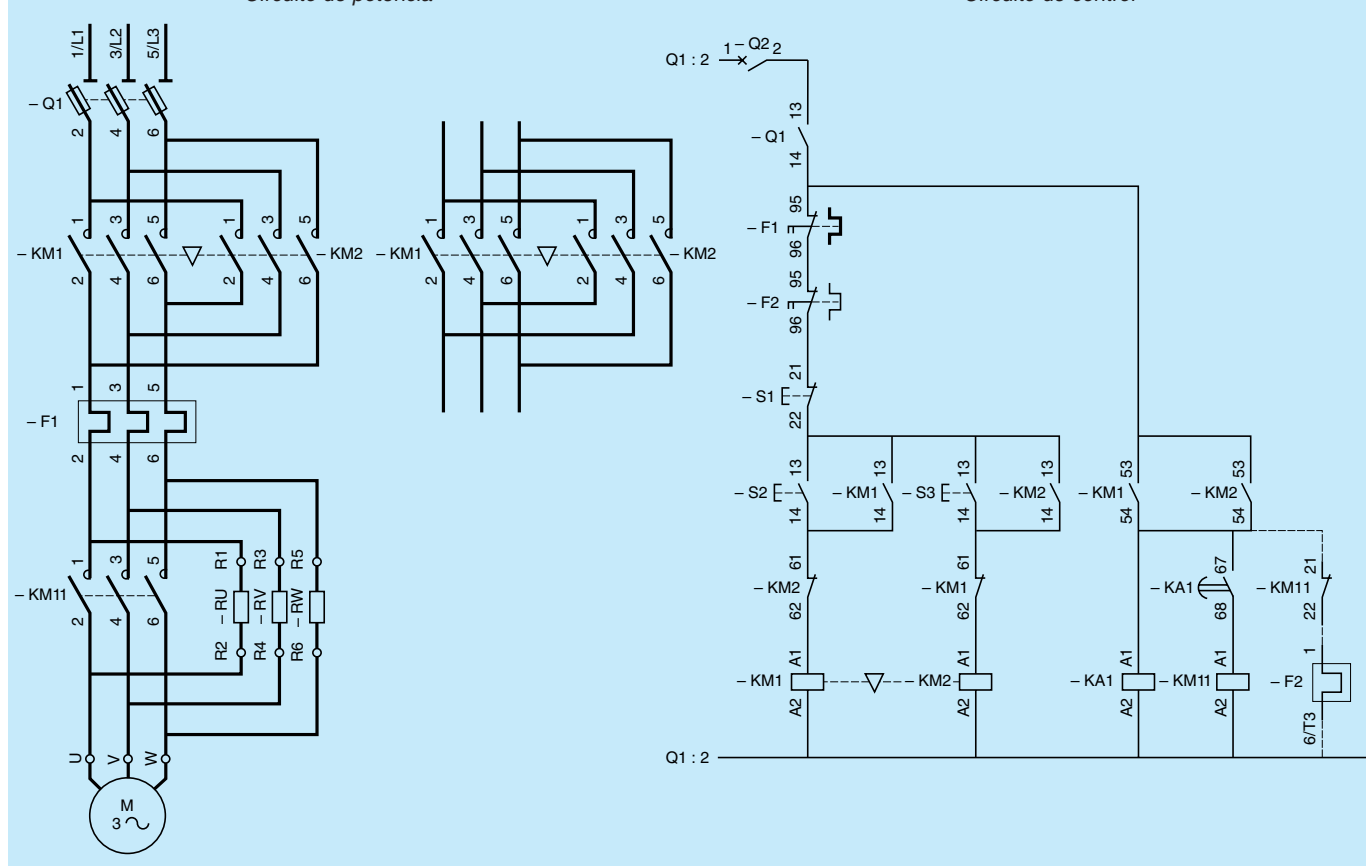 Circuito de potencia
Circuito de control
1/L1 3/L2 5/L3
– Q1
2 4 6
1 3 5 1 3 5
– KM1 – KM2
2 4 6 2 4 6
1 3 5
– F1
2 4 6
1 3 5 R1 R3 R5
– KM11 – RU – RV – RW
2 4 6 R2 R4 R6
U V W
M
3
1 3 5 1 3 5
– KM1 – KM2
2 4 6 2 4 6
Q1 : 2 1 – Q2 2
13
– Q1
14
95
– F1
96
95
– F2
96
21
– S1
22
13 13 13 13 53 53
– S2 – KM1 – S3 – KM2 – KM1 – KM2
14 14 14 14 54 54
61 61 67 21
– KM2 – KM1 – KA1 – KM11
62 62 68 22
A1 A1 A1 A1 1
– KM1 KM2 – KA1 – KM11 – F2
A2 A2 A2 A2 6/T3
Q1 : 2